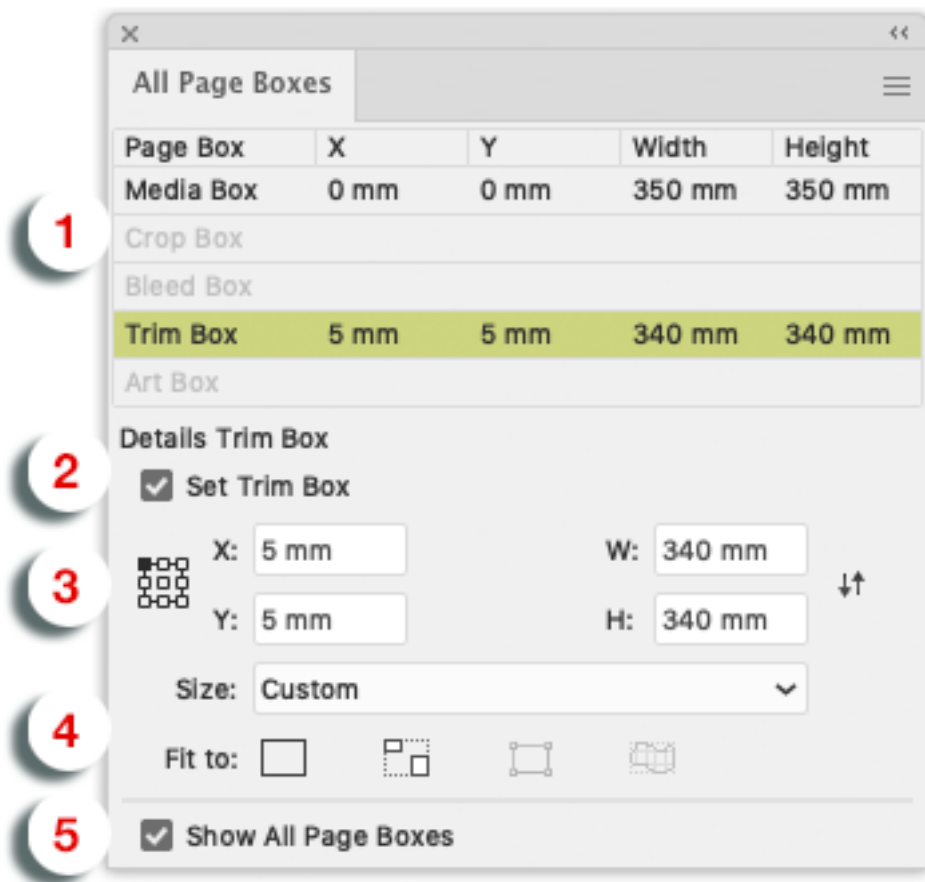 All Page Boxes
Page Box X Y Width Height
Media Box 0 mm 0 mm 350 mm 350 mm
1
Crop Box
Bleed Box
Trim Box 5 mm 5 mm 340 mm 340 mm
Art Box
Details Trim Box
2
Set Trim Box
X: 5 mm W: 340 mm
3
Y: 5 mm H: 340 mm
Size: Custom
4
Fit to:
5 Show All Page Boxes